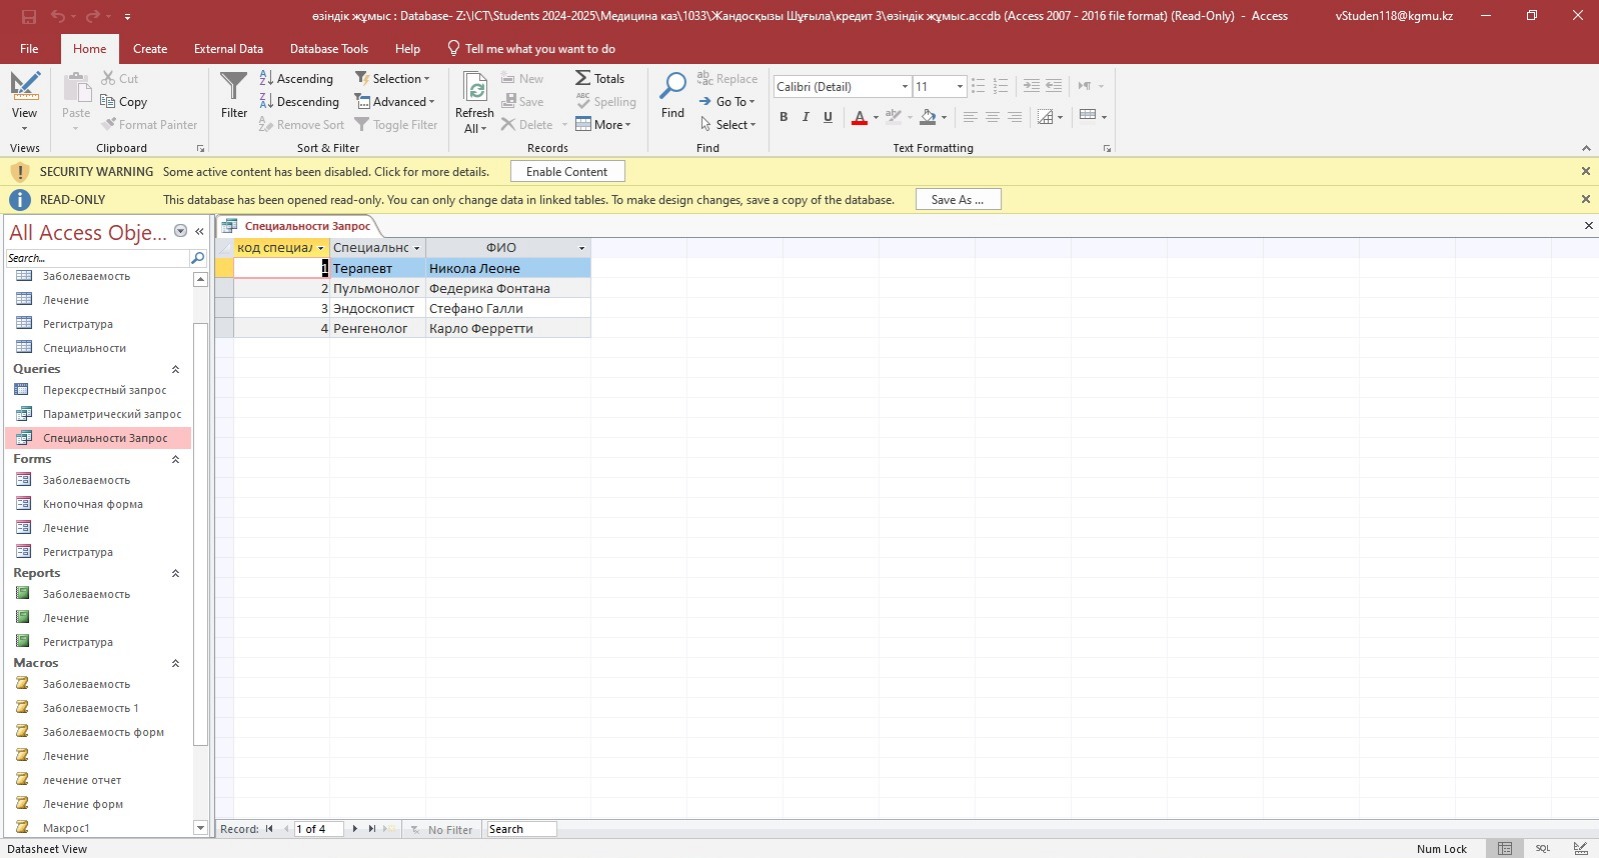 өзіндік жұмыс : Database- Z:\ICT\Students 2024-2025\Медицина каз\1033\Жандосқызы Шұғыла\кредит 3\өзіндік жұмыс.accdb (Access 2007 - 2016 file format) (Read-Only) - Access vStuden118@kgmu.kz
File Home Create External Data Database Tools Help Tell me what you want to do
View
Views
Paste
Cut
Copy
Format Painter
Clipboard
Filter
Ascending
Descending
Remove Sort
Selection
Advanced
Toggle Filter
Sort & Filter
Refresh
All
New
Save
Delete
Totals
Spelling
More
Records
Find
Replace
Go To
Select
Find
Calibri (Detail) 11
B I U
Text Formatting
SECURITY WARNING Some active content has been disabled. Click for more details. Enable Content
READ-ONLY This database has been opened read-only. You can only change data in linked tables. To make design changes, save a copy of the database. Save As ...
All Access Obje...
Search...
Заболеваемость
Лечение
Регистратура
Специальности
Queries
Перексрестный запрос
Параметрический запрос
Специальности Запрос
Forms
Заболеваемость
Кнопочная форма
Лечение
Регистратура
Reports
Заболеваемость
Лечение
Регистратура
Macros
Заболеваемость
Заболеваемость 1
Заболеваемость форм
Лечение
лечение отчет
Лечение форм
Макрос1
Специальности Запрос
код специал Специальнс ФИО
1 Терапевт Никола Леоне
2 Пульмонолог Федерика Фонтана
3 Эндоскопист Стефано Галли
4 Ренгенолог Карло Ферретти
Record: 1 of 4 No Filter Search
Datasheet View Num Lock SQL